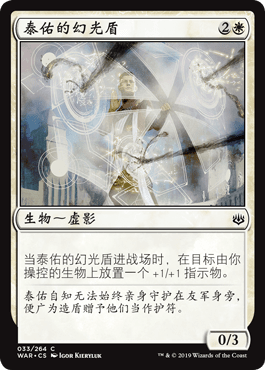 泰佑的幻光盾 2
生物～虚影
当泰佑的幻光盾进战场时，在目标由你
操控的生物上放置一个 +1/+1 指示物。
泰佑自知无法始终亲身守护在友军身旁，
便广为造盾赠予他们当作护符。
0/3
033/264 C
WAR • CS IGOR KIERYLUK
™ & © 2019 Wizards of the Coast